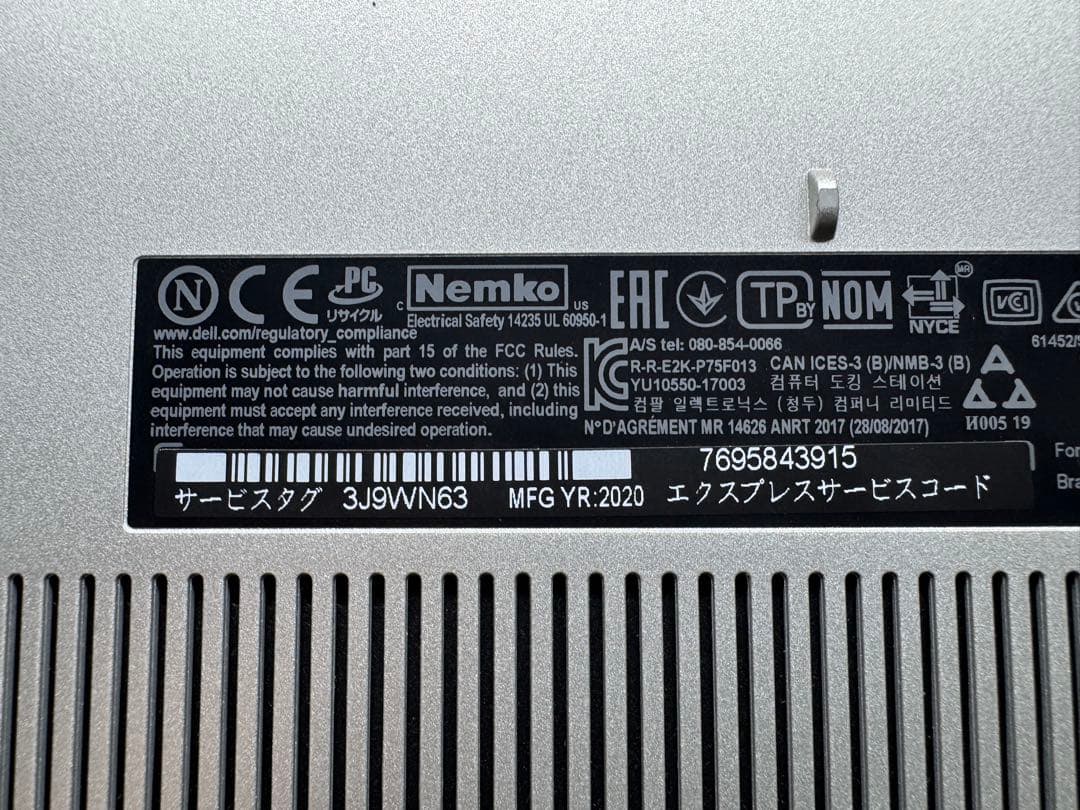 N CE PC リサイクル
C Nemko US
Electrical Safety 14235 UL 60950-1
EAC TP BY NOM NYCE MR VCI
www.dell.com/regulatory_compliance
This equipment complies with part 15 of the FCC Rules.
Operation is subject to the following two conditions: (1) This
equipment may not cause harmful interference, and (2) this
equipment must accept any interference received, including
interference that may cause undesired operation.
A/S tel: 080-854-0066
R-R-E2K-P75F013 CAN ICES-3 (B)/NMB-3 (B)
YU10550-17003 컴퓨터 도킹 스테이션
컴팔 일렉트로닉스 (청두) 컴퍼니 리미티드
N°D'AGRÉMENT MR 14626 ANRT 2017 (28/08/2017)
И005 19
61452/
For
Bra
7695843915
サービスタグ 3J9WN63 MFG YR:2020 エクスプレスサービスコード